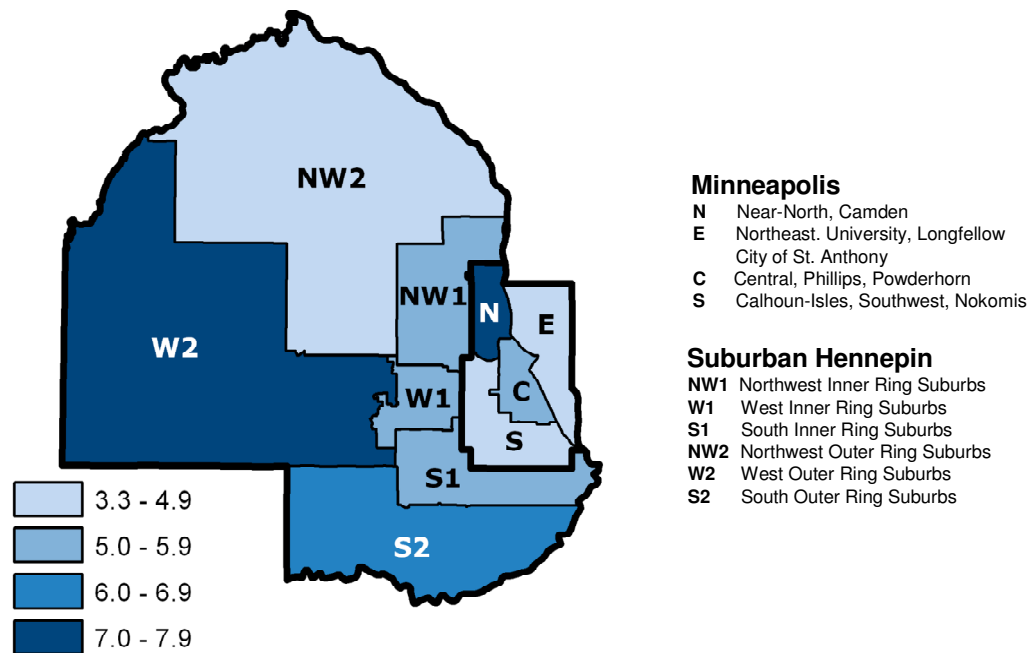 NW2
NW1
N
E
W2
W1
C
S
S1
S2
3.3 - 4.9
5.0 - 5.9
6.0 - 6.9
7.0 - 7.9
Minneapolis
N Near-North, Camden
E Northeast. University, Longfellow
City of St. Anthony
C Central, Phillips, Powderhorn
S Calhoun-Isles, Southwest, Nokomis
Suburban Hennepin
NW1 Northwest Inner Ring Suburbs
W1 West Inner Ring Suburbs
S1 South Inner Ring Suburbs
NW2 Northwest Outer Ring Suburbs
W2 West Outer Ring Suburbs
S2 South Outer Ring Suburbs